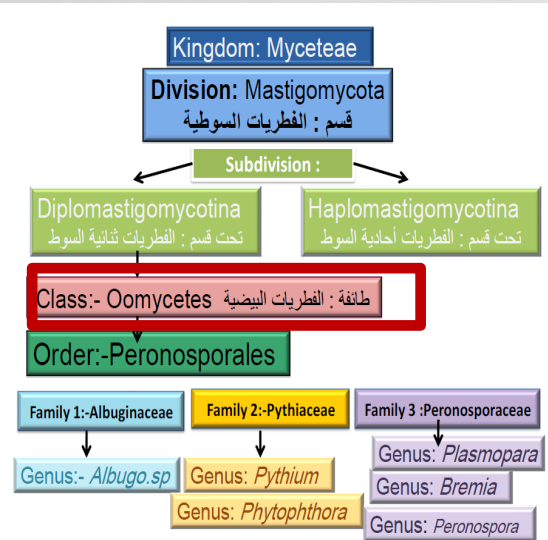 Kingdom: Myceteae
Division: Mastigomycota
قسم : الفطريات السوطية
Subdivision :
Diplomastigomycotina
تحت قسم : الفطريات ثنائية السوط
Haplomastigomycotina
تحت قسم : الفطريات أحادية السوط
Class:- Oomycetes طائفة : الفطريات البيضية
Order:-Peronosporales
Family 1:-Albuginaceae
Genus:- Albugo.sp
Family 2:-Pythiaceae
Genus: Pythium
Genus: Phytophthora
Family 3 :Peronosporaceae
Genus: Plasmopara
Genus: Bremia
Genus: Peronospora